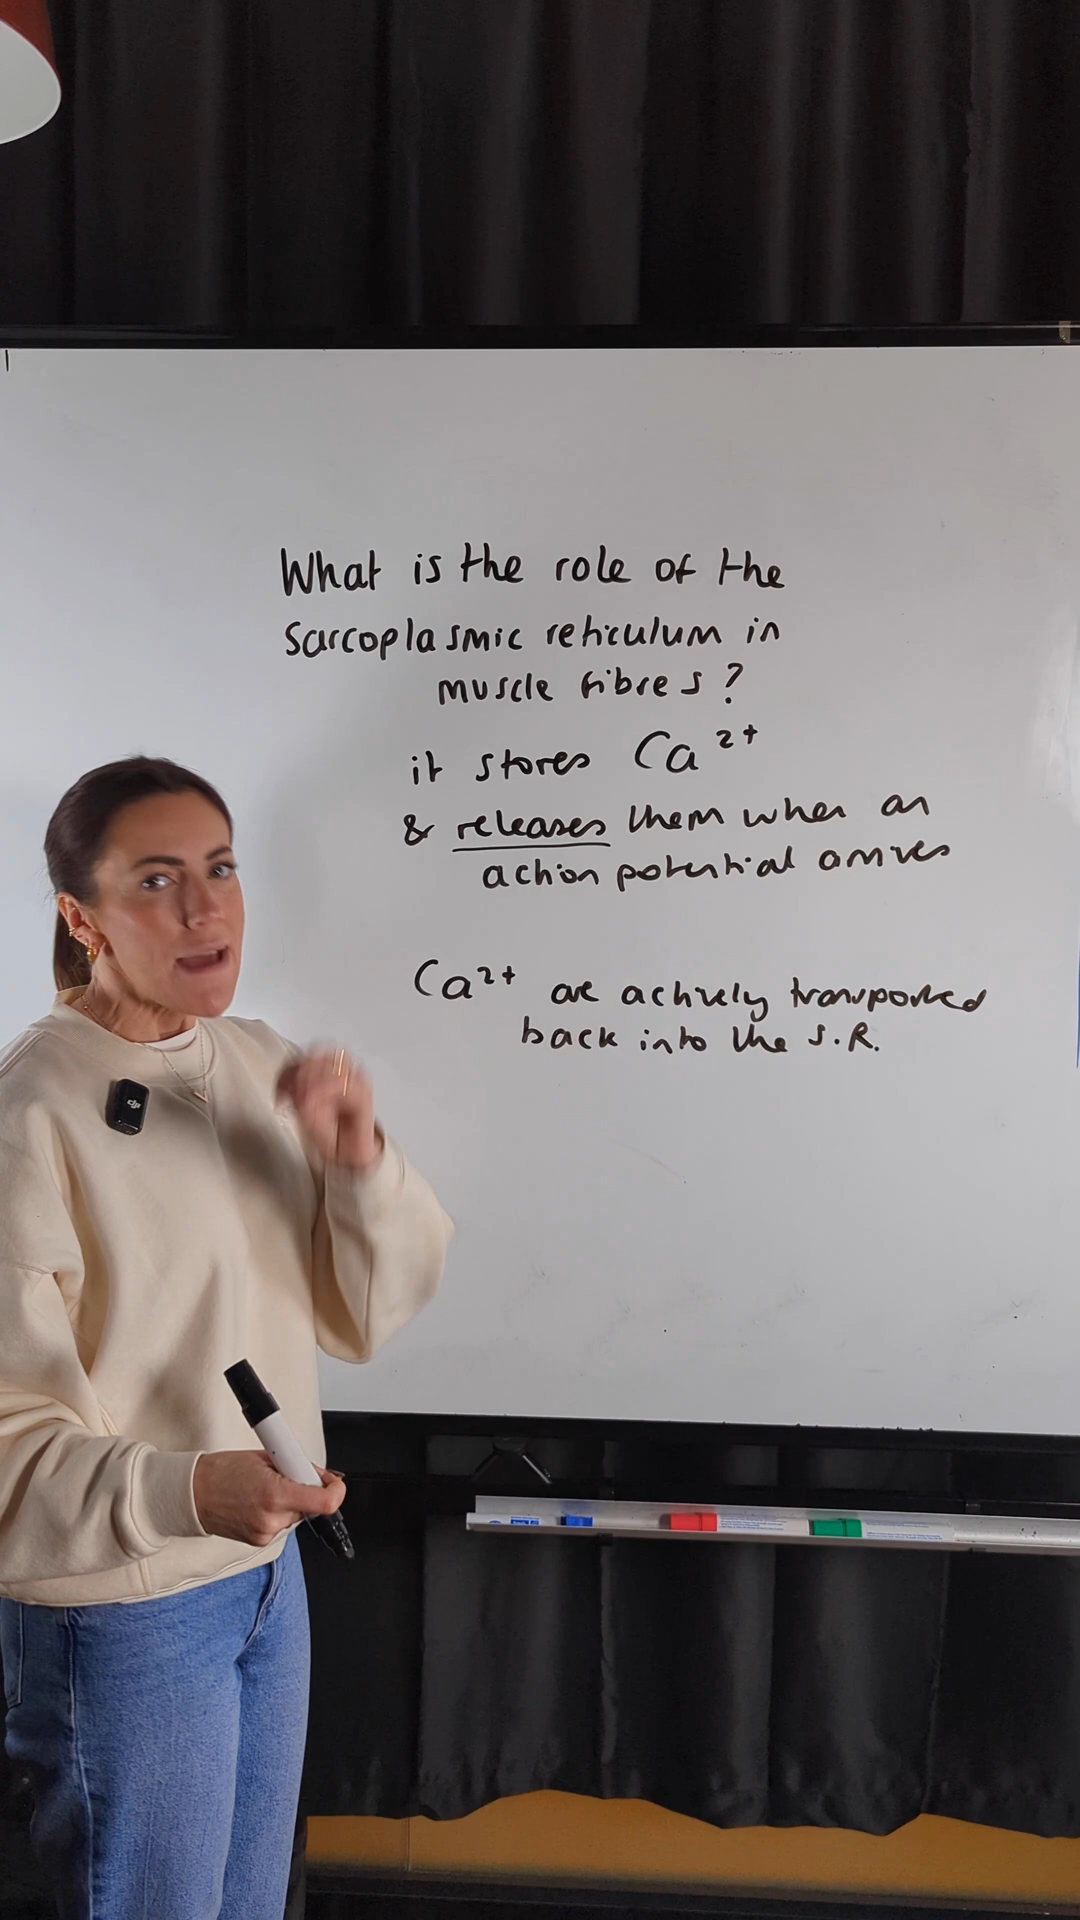 What is the role of the
Sarcoplasmic reticulum in
muscle fibres?
it stores Ca²⁺
& releases them when an
action potential arrives
Ca²⁺ are actively transported
back into the S.R.
dji